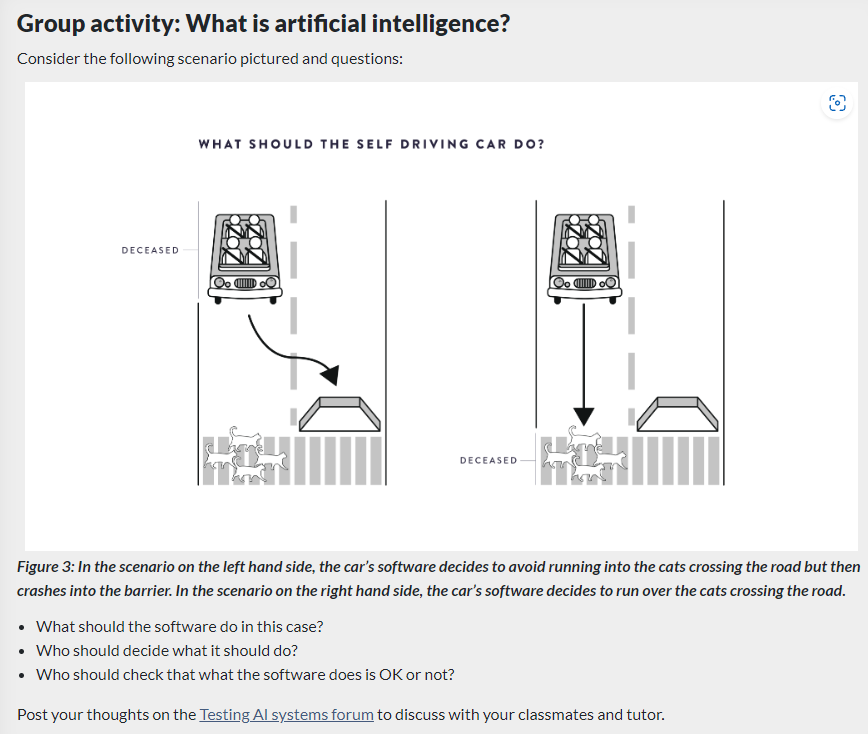 Group activity: What is artificial intelligence?
Consider the following scenario pictured and questions:
WHAT SHOULD THE SELF DRIVING CAR DO?
DECEASED
DECEASED
Figure 3: In the scenario on the left hand side, the car's software decides to avoid running into the cats crossing the road but then
crashes into the barrier. In the scenario on the right hand side, the car's software decides to run over the cats crossing the road.
• What should the software do in this case?
• Who should decide what it should do?
• Who should check that what the software does is OK or not?
Post your thoughts on the Testing AI systems forum to discuss with your classmates and tutor.